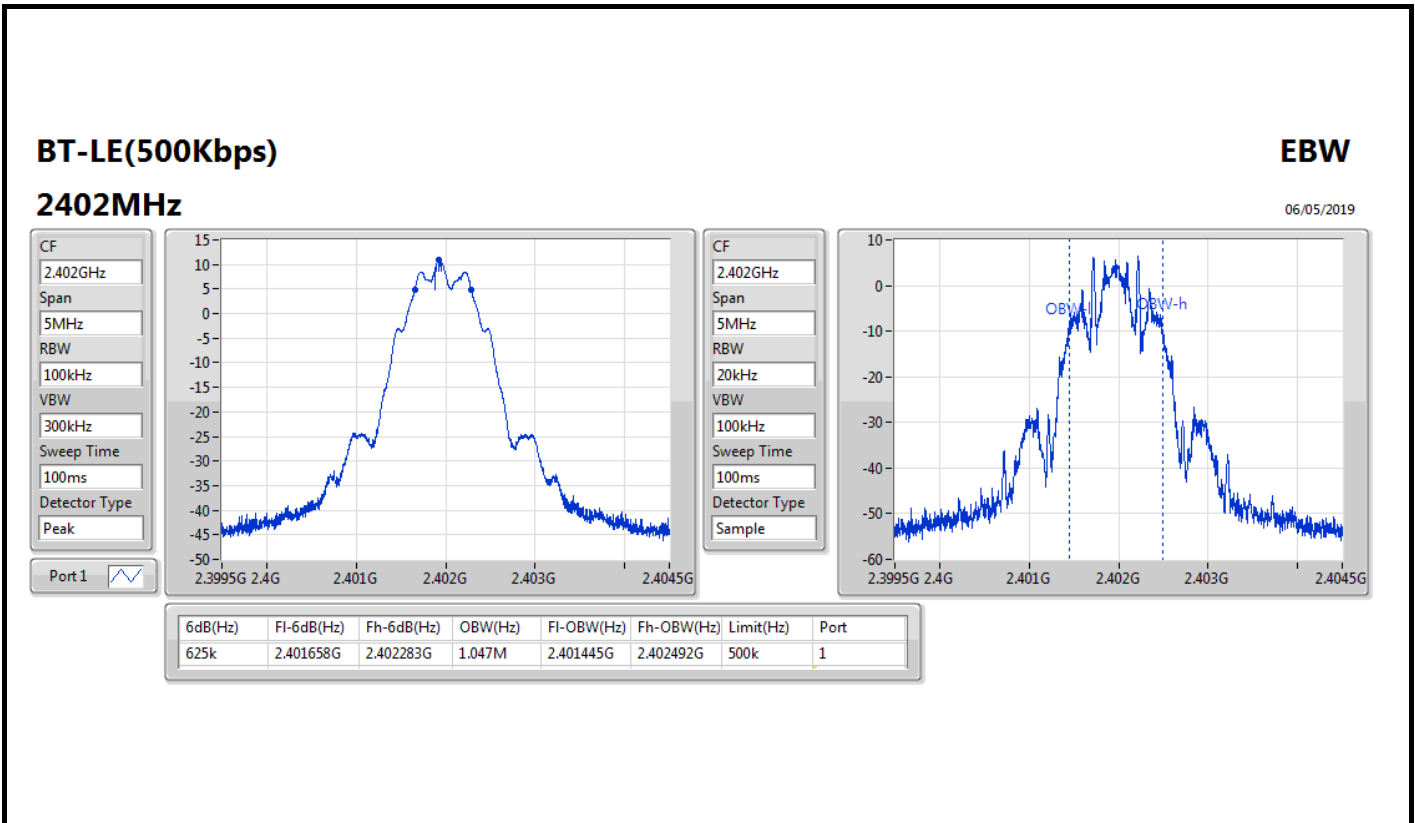 BT-LE(500Kbps)
EBW
2402MHz
06/05/2019
CF
2.402GHz
Span
5MHz
RBW
100kHz
VBW
300kHz
Sweep Time
100ms
Detector Type
Peak
Port 1
15
10
5
0
-5
-10
-15
-20
-25
-30
-35
-40
-45
-50
2.3995G 2.4G 2.401G 2.402G 2.403G 2.4045G
CF
2.402GHz
Span
5MHz
RBW
20kHz
VBW
100kHz
Sweep Time
100ms
Detector Type
Sample
10
0
-10
-20
-30
-40
-50
-60
OBW-l OBW-h
2.3995G 2.4G 2.401G 2.402G 2.403G 2.4045G
6dB(Hz) Fl-6dB(Hz) Fh-6dB(Hz) OBW(Hz) Fl-OBW(Hz) Fh-OBW(Hz) Limit(Hz) Port
625k 2.401658G 2.402283G 1.047M 2.401445G 2.402492G 500k 1